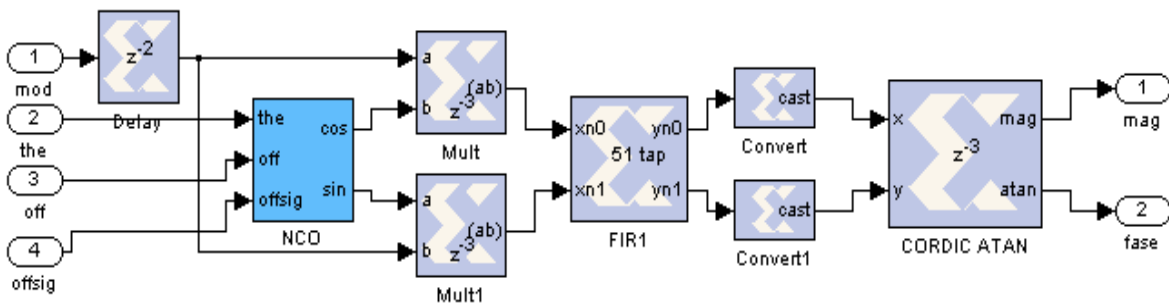 1
mod
2
the
3
off
4
offsig
z-2
Delay
the
off
offsig
cos
sin
NCO
a
b
(ab)
z-3
Mult
a
b
(ab)
z-3
Mult1
xn0
xn1
51 tap
yn0
yn1
FIR1
cast
Convert
cast
Convert1
x
y
z-3
mag
atan
CORDIC ATAN
1
mag
2
fase